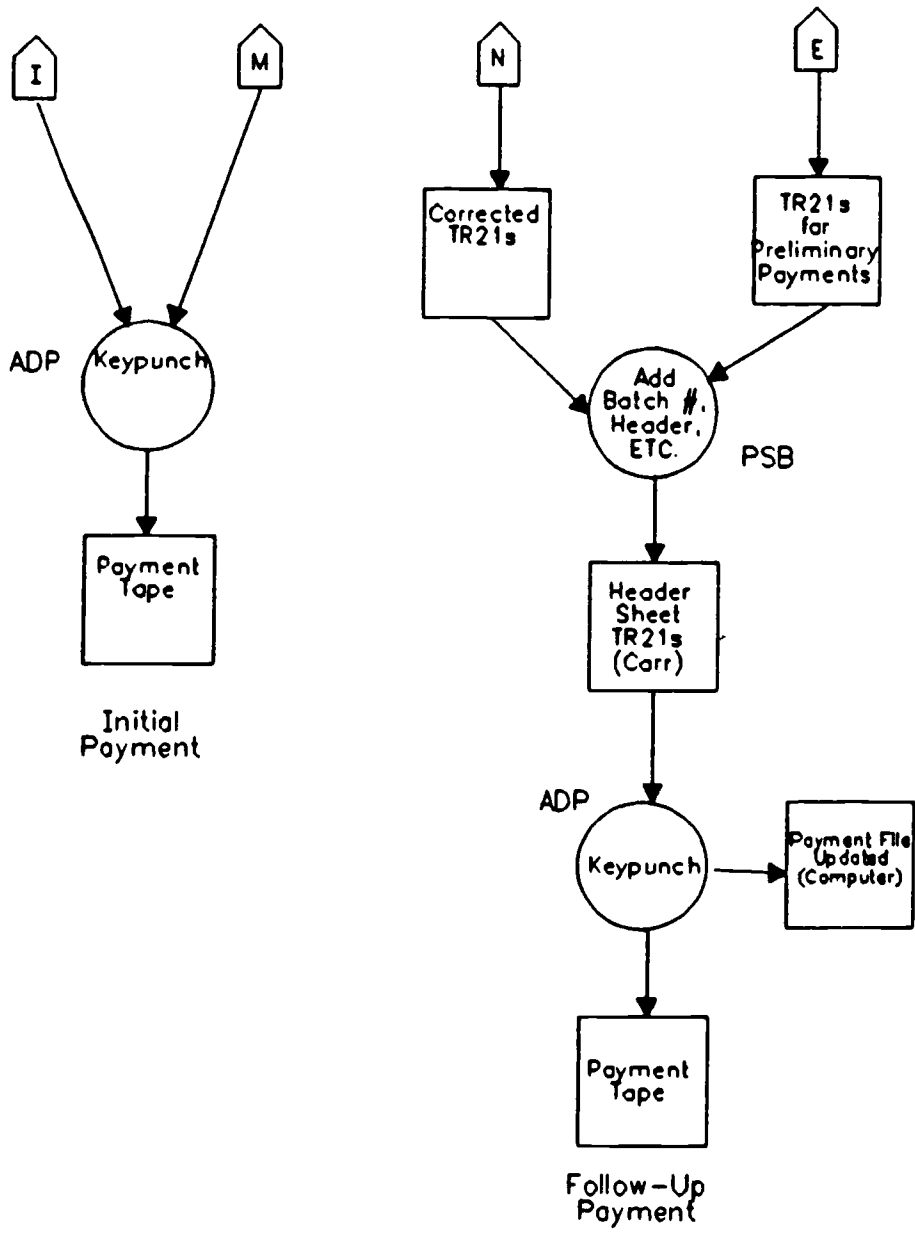 I
M
ADP
Keypunch
Payment
Tape
Initial
Payment
N
E
Corrected
TR21s
TR21s
for
Preliminary
Payments
Add
Batch #,
Header,
ETC.
PSB
Header
Sheet
TR21s
(Carr)
ADP
Keypunch
Payment File
Updated
(Computer)
Payment
Tape
Follow-Up
Payment